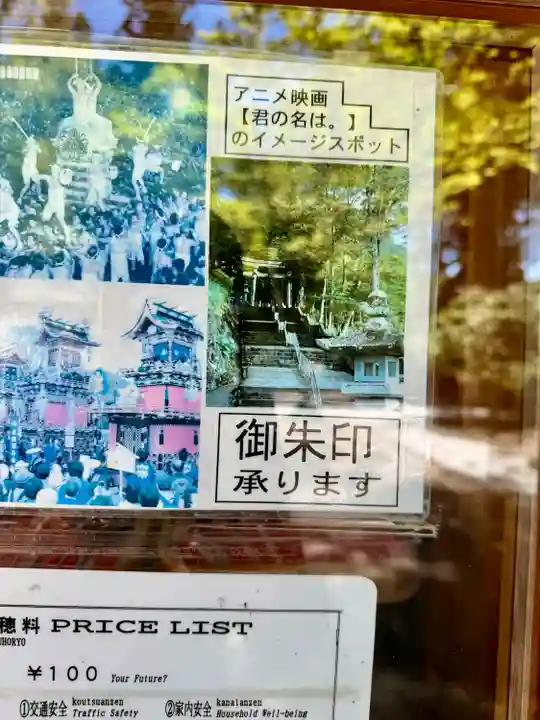 アニメ映画
【君の名は。】
のイメージスポット
御朱印
承ります
穂料 PRICE LIST
UHORYO
￥100 Your Future?
①交通安全 koutsuanzen Traffic Safety ②家内安全 kanaianzen Household Well-being